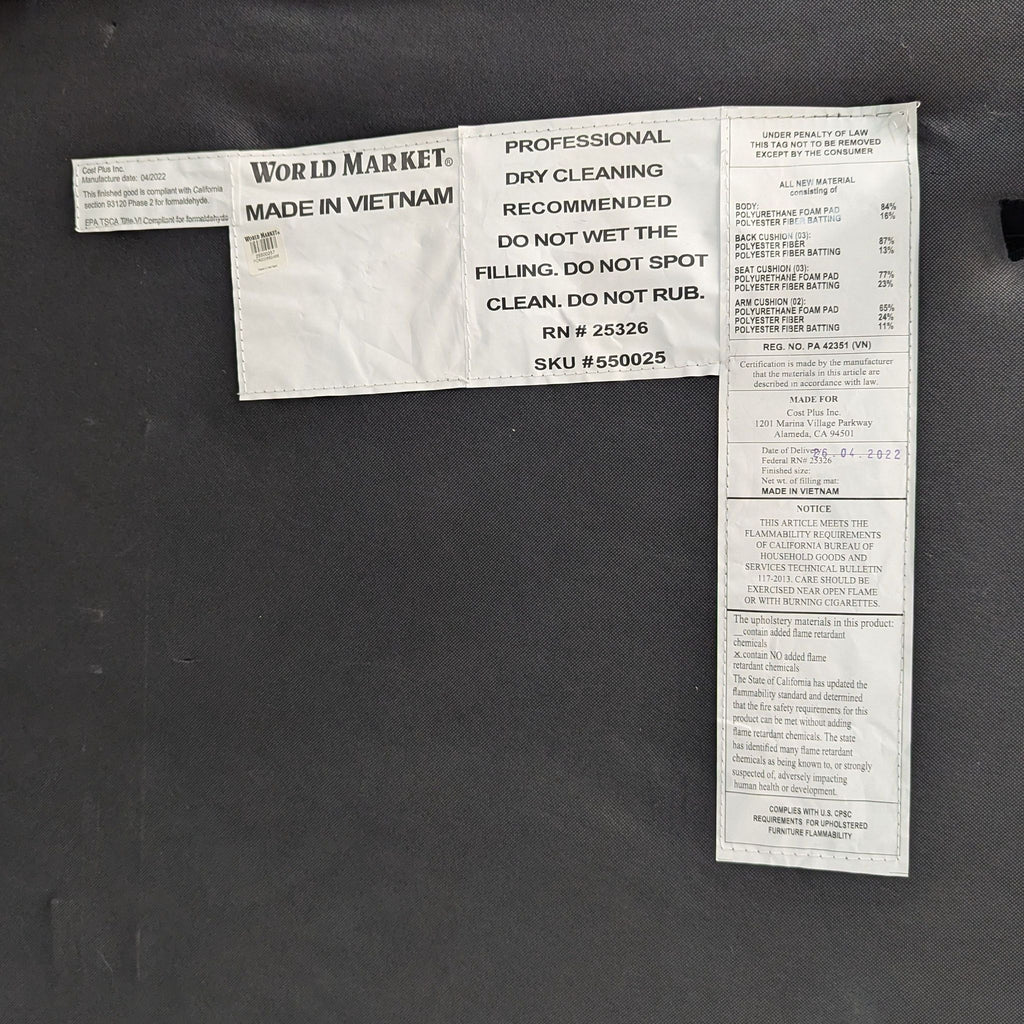 Cost Plus Inc.
Manufacture date: 04/2022
This finished good is compliant with California
section 93120 Phase 2 for formaldehyde.
EPA TSCA Title VI Compliant for formaldehyde
WORLD MARKET®
MADE IN VIETNAM
WORLD MARKET®
PROFESSIONAL
DRY CLEANING
RECOMMENDED
DO NOT WET THE
FILLING. DO NOT SPOT
CLEAN. DO NOT RUB.
RN # 25326
SKU #550025
UNDER PENALTY OF LAW
THIS TAG NOT TO BE REMOVED
EXCEPT BY THE CONSUMER
ALL NEW MATERIAL
consisting of
BODY:
POLYURETHANE FOAM PAD 84%
POLYESTER FIBER BATTING 16%
BACK CUSHION (03):
POLYESTER FIBER 87%
POLYESTER FIBER BATTING 13%
SEAT CUSHION (03):
POLYURETHANE FOAM PAD 77%
POLYESTER FIBER BATTING 23%
ARM CUSHION (02):
POLYURETHANE FOAM PAD 65%
POLYESTER FIBER 24%
POLYESTER FIBER BATTING 11%
REG. NO. PA 42351 (VN)
Certification is made by the manufacturer
that the materials in this article are
described in accordance with law.
MADE FOR
Cost Plus Inc.
1201 Marina Village Parkway
Alameda, CA 94501
Date of Delivery 26.04.2022
Federal RN# 25326
Finished size:
Net wt. of filling mat:
MADE IN VIETNAM
NOTICE
THIS ARTICLE MEETS THE
FLAMMABILITY REQUIREMENTS
OF CALIFORNIA BUREAU OF
HOUSEHOLD GOODS AND
SERVICES TECHNICAL BULLETIN
117-2013. CARE SHOULD BE
EXERCISED NEAR OPEN FLAME
OR WITH BURNING CIGARETTES.
The upholstery materials in this product:
__contain added flame retardant
chemicals
X contain NO added flame
retardant chemicals
The State of California has updated the
flammability standard and determined
that the fire safety requirements for this
product can be met without adding
flame retardant chemicals. The state
has identified many flame retardant
chemicals as being known to, or strongly
suspected of, adversely impacting
human health or development.
COMPLIES WITH U.S. CPSC
REQUIREMENTS FOR UPHOLSTERED
FURNITURE FLAMMABILITY